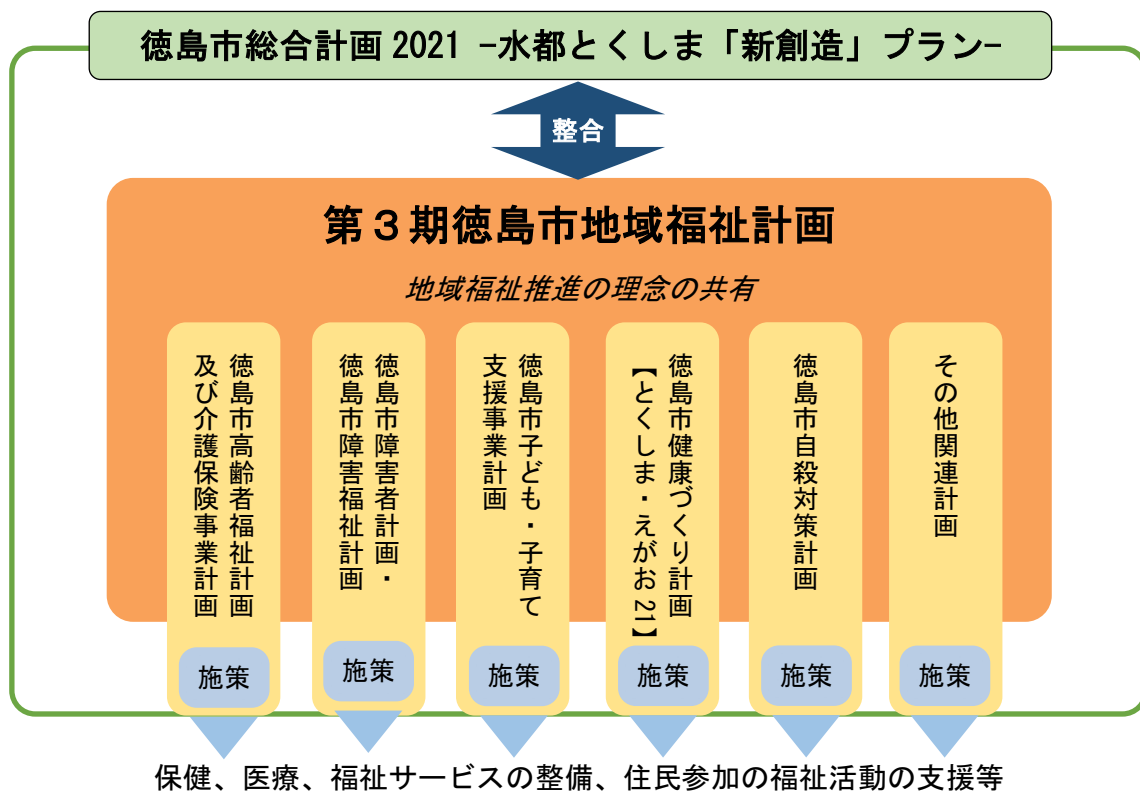 徳島市総合計画 2021 −水都とくしま「新創造」プラン−
整合
第３期徳島市地域福祉計画
地域福祉推進の理念の共有
徳島市高齢者福祉計画
及び介護保険事業計画
施策
徳島市障害者計画・
徳島市障害福祉計画
施策
徳島市子ども・子育て
支援事業計画
施策
徳島市健康づくり計画
【とくしま・えがお 21】
施策
徳島市自殺対策計画
施策
その他関連計画
施策
保健、医療、福祉サービスの整備、住民参加の福祉活動の支援等